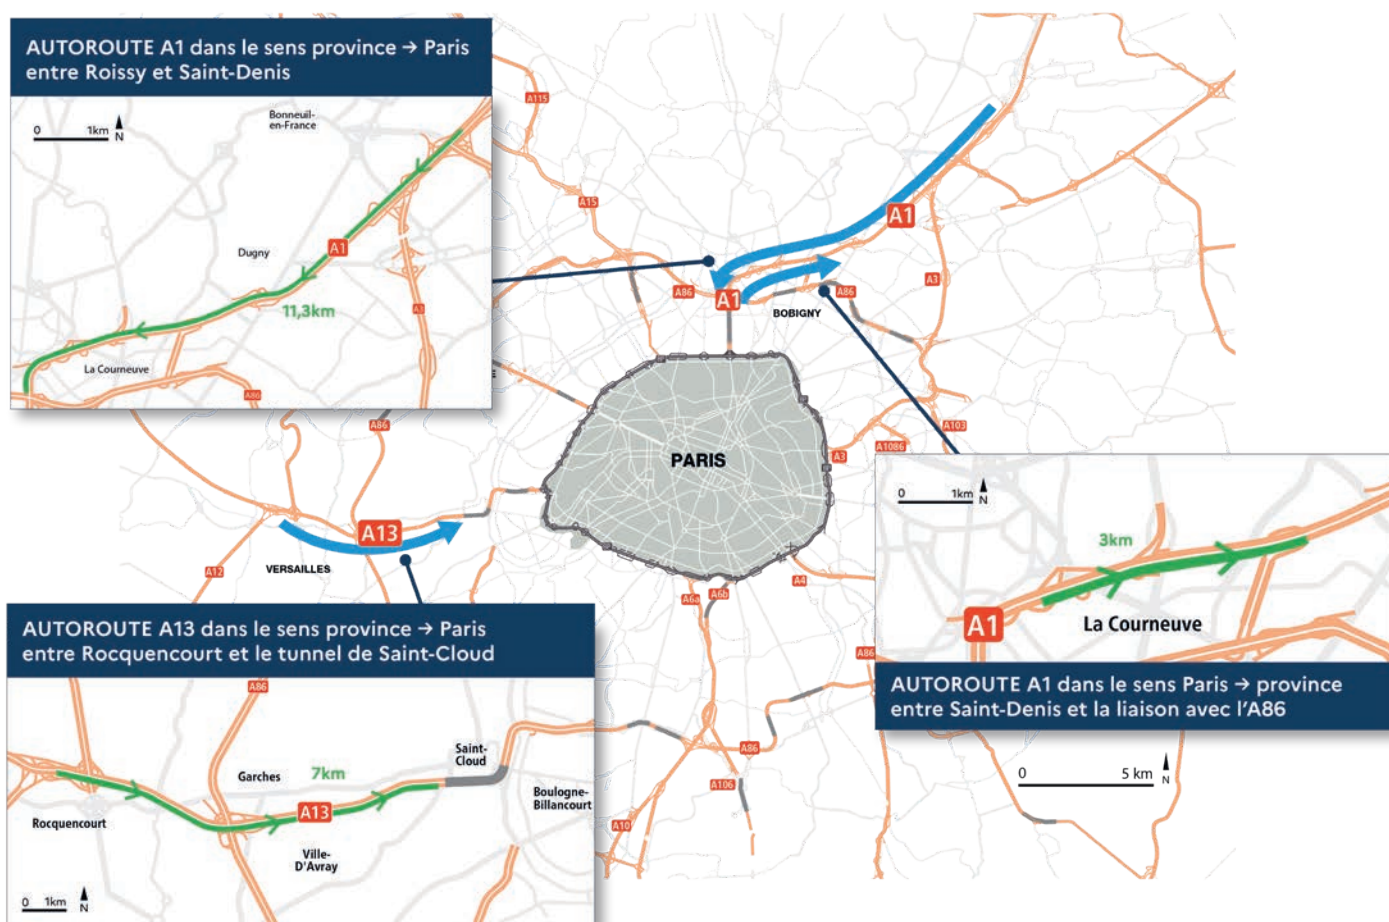 AUTOROUTE A1 dans le sens province → Paris
entre Roissy et Saint-Denis
0 1km N
Bonneuil-
en-France
Dugny
A1
11,3km
A3
La Courneuve
A86
A115
A15
A1
A86
A1
A86
A3
BOBIGNY
A86
A103
A1086
A3
PARIS
A13
VERSAILLES
A12
A4
A6a
A6b
A86
A86
A106
A10
AUTOROUTE A13 dans le sens province → Paris
entre Rocquencourt et le tunnel de Saint-Cloud
A86
Saint-
Cloud
7km
Garches
A13
Boulogne-
Billancourt
Rocquencourt
Ville-
D'Avray
0 1km N
0 1km N
3km
A1
La Courneuve
AUTOROUTE A1 dans le sens Paris → province
entre Saint-Denis et la liaison avec l'A86
0 5 km N